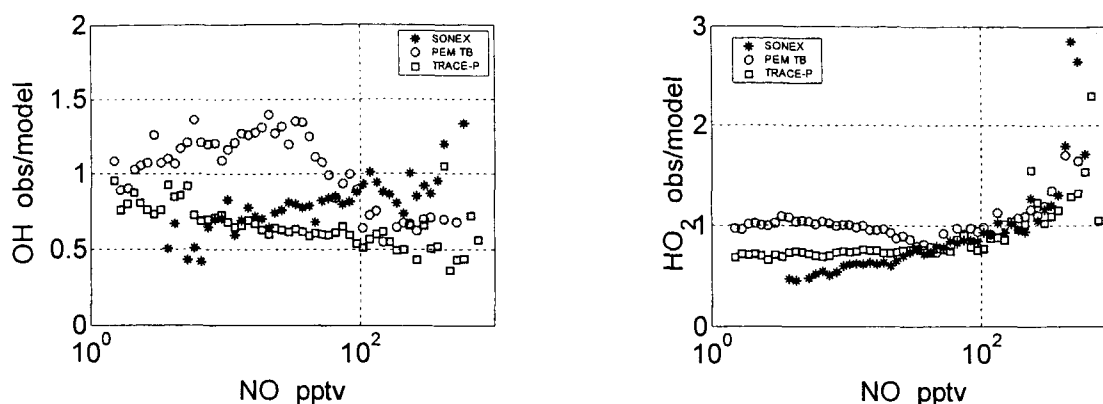 2
1.5
1
0.5
0
OH obs/model
SONEX
PEM TB
TRACE-P
10^0
10^2
NO pptv
3
2
1
0
HO_2 obs/model
SONEX
PEM TB
TRACE-P
10^0
10^2
NO pptv